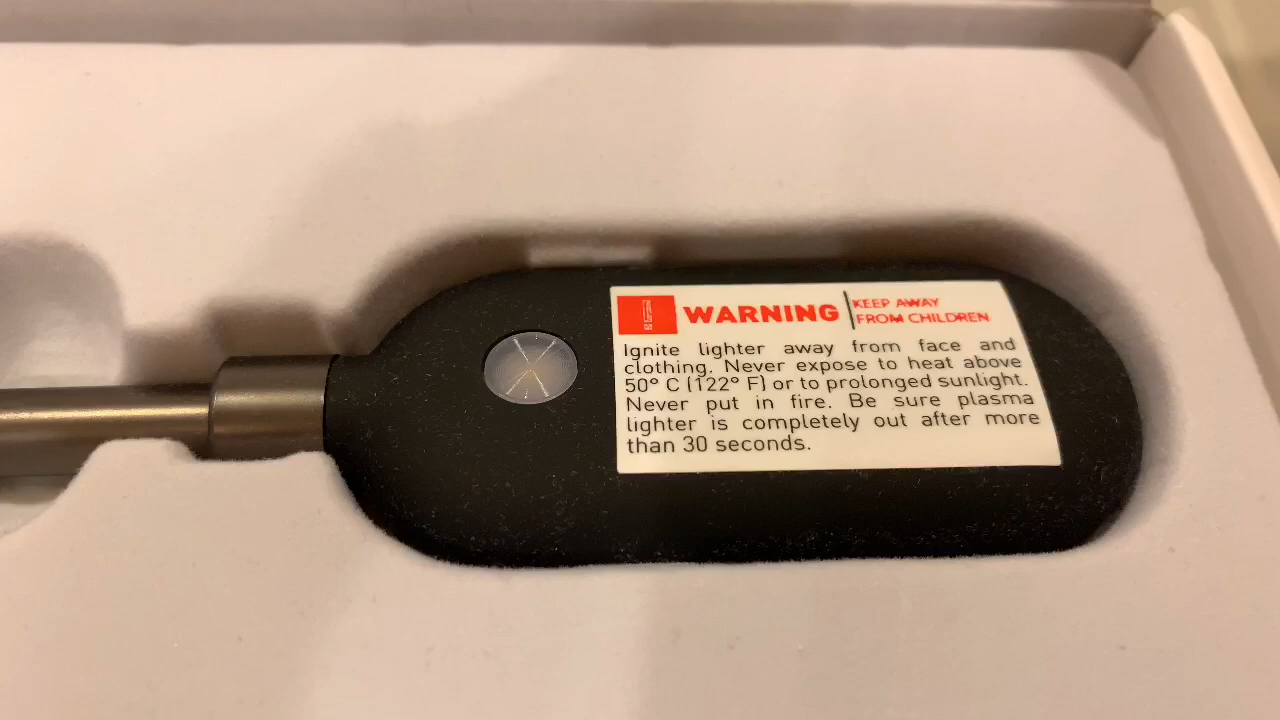 WARNING
KEEP AWAY
FROM CHILDREN
Ignite lighter away from face and
clothing. Never expose to heat above
50° C (122° F) or to prolonged sunlight.
Never put in fire. Be sure plasma
lighter is completely out after more
than 30 seconds.